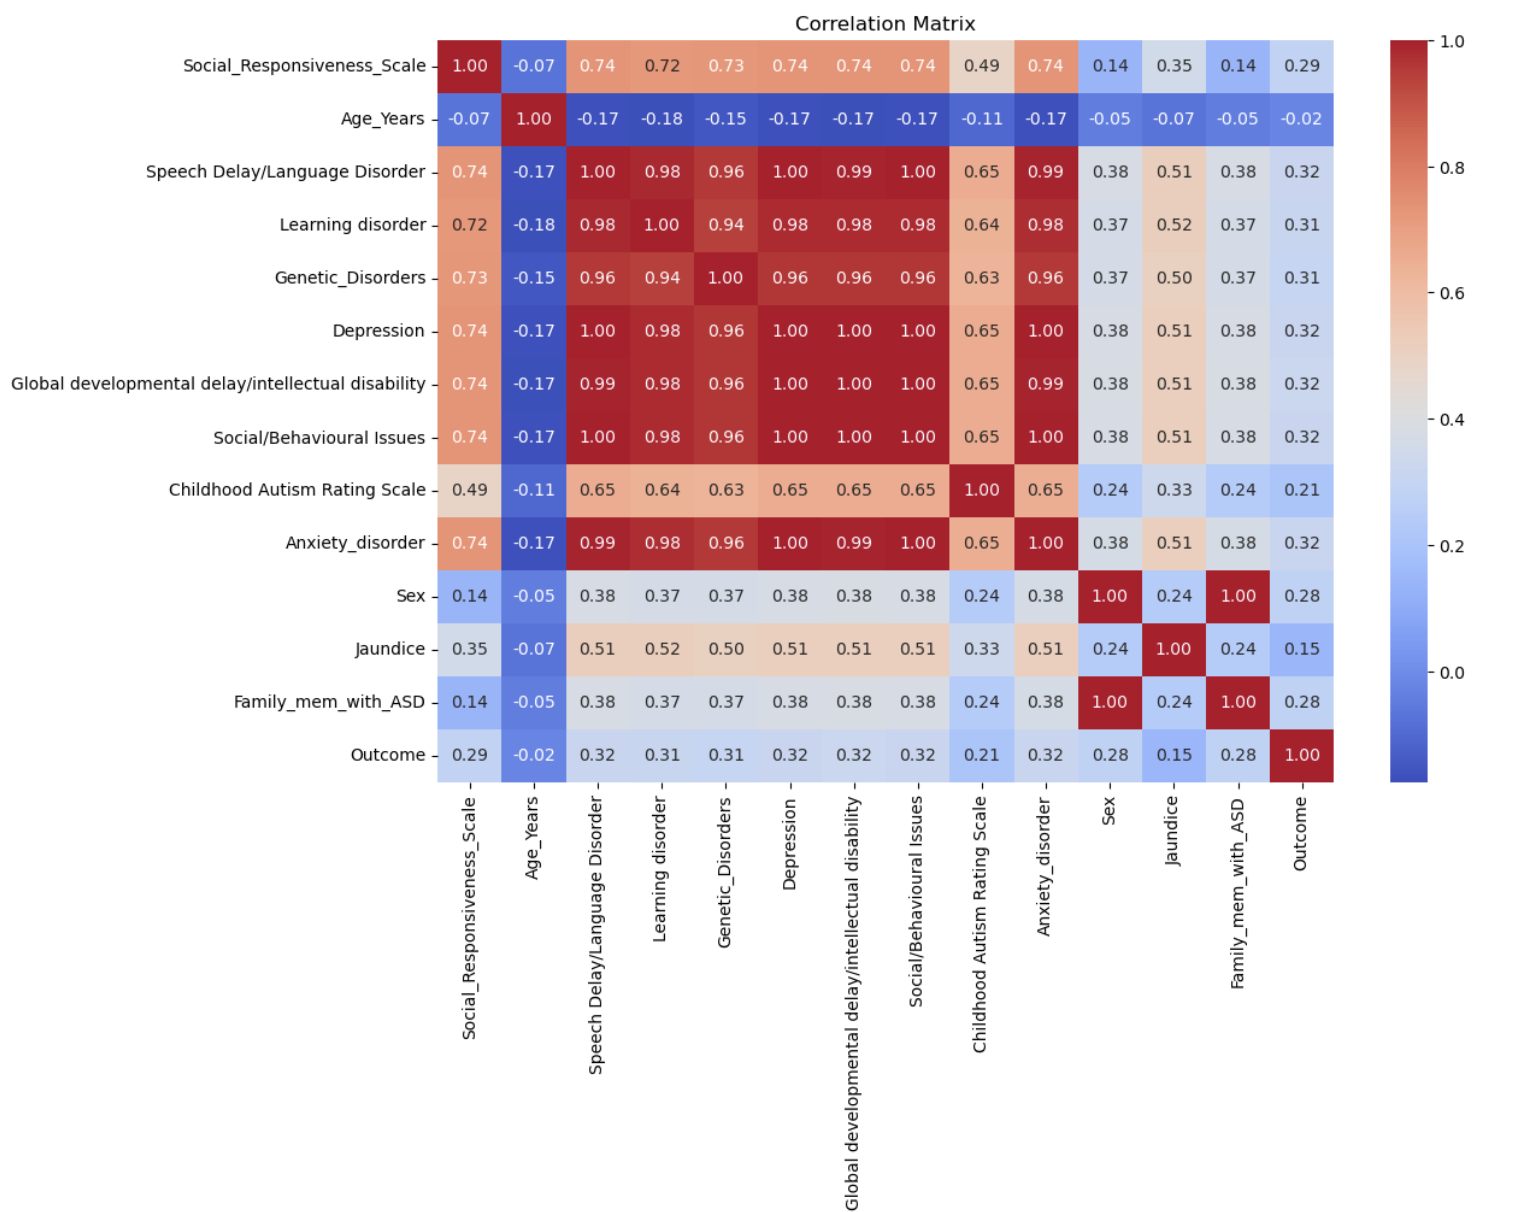 Correlation Matrix
Social_Responsiveness_Scale 1.00 -0.07 0.74 0.72 0.73 0.74 0.74 0.74 0.49 0.74 0.14 0.35 0.14 0.29
Age_Years -0.07 1.00 -0.17 -0.18 -0.15 -0.17 -0.17 -0.17 -0.11 -0.17 -0.05 -0.07 -0.05 -0.02
Speech Delay/Language Disorder 0.74 -0.17 1.00 0.98 0.96 1.00 0.99 1.00 0.65 0.99 0.38 0.51 0.38 0.32
Learning disorder 0.72 -0.18 0.98 1.00 0.94 0.98 0.98 0.98 0.64 0.98 0.37 0.52 0.37 0.31
Genetic_Disorders 0.73 -0.15 0.96 0.94 1.00 0.96 0.96 0.96 0.63 0.96 0.37 0.50 0.37 0.31
Depression 0.74 -0.17 1.00 0.98 0.96 1.00 1.00 1.00 0.65 1.00 0.38 0.51 0.38 0.32
Global developmental delay/intellectual disability 0.74 -0.17 0.99 0.98 0.96 1.00 1.00 1.00 0.65 0.99 0.38 0.51 0.38 0.32
Social/Behavioural Issues 0.74 -0.17 1.00 0.98 0.96 1.00 1.00 1.00 0.65 1.00 0.38 0.51 0.38 0.32
Childhood Autism Rating Scale 0.49 -0.11 0.65 0.64 0.63 0.65 0.65 0.65 1.00 0.65 0.24 0.33 0.24 0.21
Anxiety_disorder 0.74 -0.17 0.99 0.98 0.96 1.00 0.99 1.00 0.65 1.00 0.38 0.51 0.38 0.32
Sex 0.14 -0.05 0.38 0.37 0.37 0.38 0.38 0.38 0.24 0.38 1.00 0.24 1.00 0.28
Jaundice 0.35 -0.07 0.51 0.52 0.50 0.51 0.51 0.51 0.33 0.51 0.24 1.00 0.24 0.15
Family_mem_with_ASD 0.14 -0.05 0.38 0.37 0.37 0.38 0.38 0.38 0.24 0.38 1.00 0.24 1.00 0.28
Outcome 0.29 -0.02 0.32 0.31 0.31 0.32 0.32 0.32 0.21 0.32 0.28 0.15 0.28 1.00
Social_Responsiveness_Scale
Age_Years
Speech Delay/Language Disorder
Learning disorder
Genetic_Disorders
Depression
Global developmental delay/intellectual disability
Social/Behavioural Issues
Childhood Autism Rating Scale
Anxiety_disorder
Sex
Jaundice
Family_mem_with_ASD
Outcome
1.0
0.8
0.6
0.4
0.2
0.0